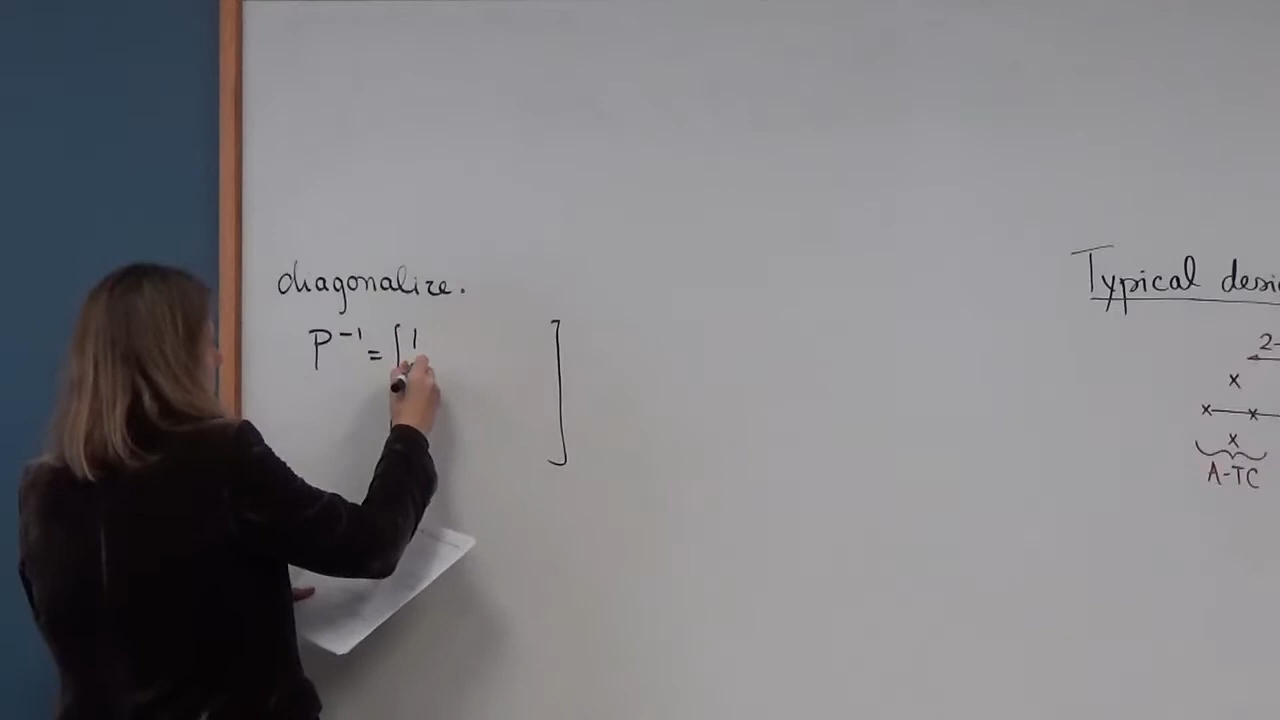 diagonalize.
P⁻¹ = [ 1 ]
Typical desi
2-
x
x x
x
A-TC